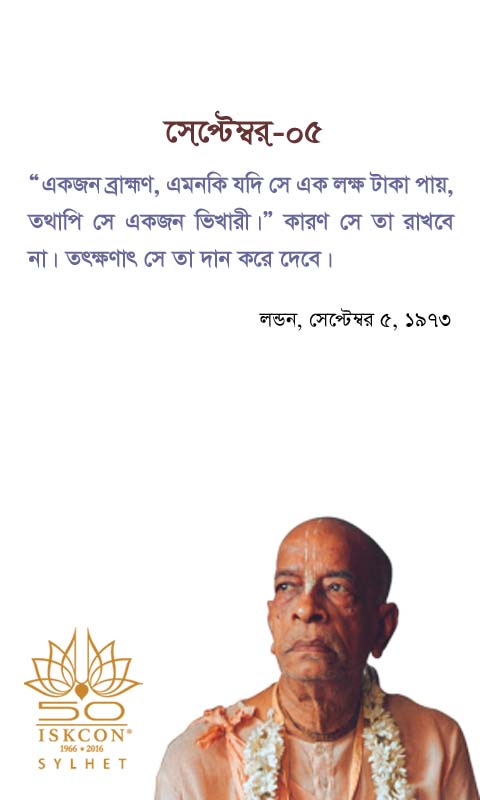 সেপ্টেম্বর-০৫
“একজন ব্রাহ্মণ, এমনকি যদি সে এক লক্ষ টাকা পায়,
তথাপি সে একজন ভিখারী।” কারণ সে তা রাখবে
না। তৎক্ষণাৎ সে তা দান করে দেবে।
লন্ডন, সেপ্টেম্বর ৫, ১৯৭৩
50
ISKCON®
1966 • 2016
SYLHET